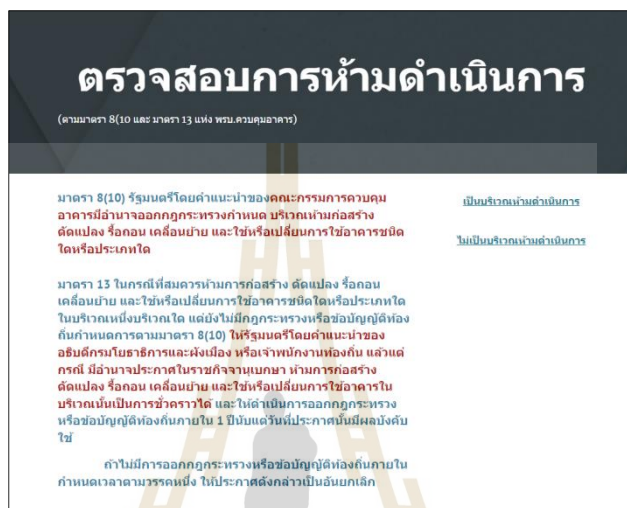 ตรวจสอบการห้ามดำเนินการ
(ตามมาตรา 8(10 และ มาตรา 13 แห่ง พรบ.ควบคุมอาคาร)
มาตรา 8(10) รัฐมนตรีโดยคำแนะนำของคณะกรรมการควบคุม
อาคารมีอำนาจออกกฎกระทรวงกำหนด บริเวณห้ามก่อสร้าง
ดัดแปลง รื้อถอน เคลื่อนย้าย และใช้หรือเปลี่ยนการใช้อาคารชนิด
ใดหรือประเภทใด
มาตรา 13 ในกรณีที่สมควรห้ามการก่อสร้าง ดัดแปลง รื้อถอน
เคลื่อนย้าย และใช้หรือเปลี่ยนการใช้อาคารชนิดใดหรือประเภทใด
ในบริเวณหนึ่งบริเวณใด แต่ยังไม่มีกฎกระทรวงหรือข้อบัญญัติท้อง
ถิ่นกำหนดการตามมาตรา 8(10) ให้รัฐมนตรีโดยคำแนะนำของ
อธิบดีกรมโยธาธิการและผังเมือง หรือเจ้าพนักงานท้องถิ่น แล้วแต่
กรณี มีอำนาจประกาศในราชกิจจานุเบกษา ห้ามการก่อสร้าง
ดัดแปลง รื้อถอน เคลื่อนย้าย และใช้หรือเปลี่ยนการใช้อาคารใน
บริเวณนั้นเป็นการชั่วคราวได้ และให้ดำเนินการออกกฎกระทรวง
หรือข้อบัญญัติท้องถิ่นภายใน 1 ปีนับแต่วันที่ประกาศนั้นมีผลบังคับ
ใช้
ถ้าไม่มีการออกกฎกระทรวงหรือข้อบัญญัติท้องถิ่นภายใน
กำหนดเวลาตามวรรคหนึ่ง ให้ประกาศดังกล่าวเป็นอันยกเลิก
เป็นบริเวณห้ามดำเนินการ
ไม่เป็นบริเวณห้ามดำเนินการ